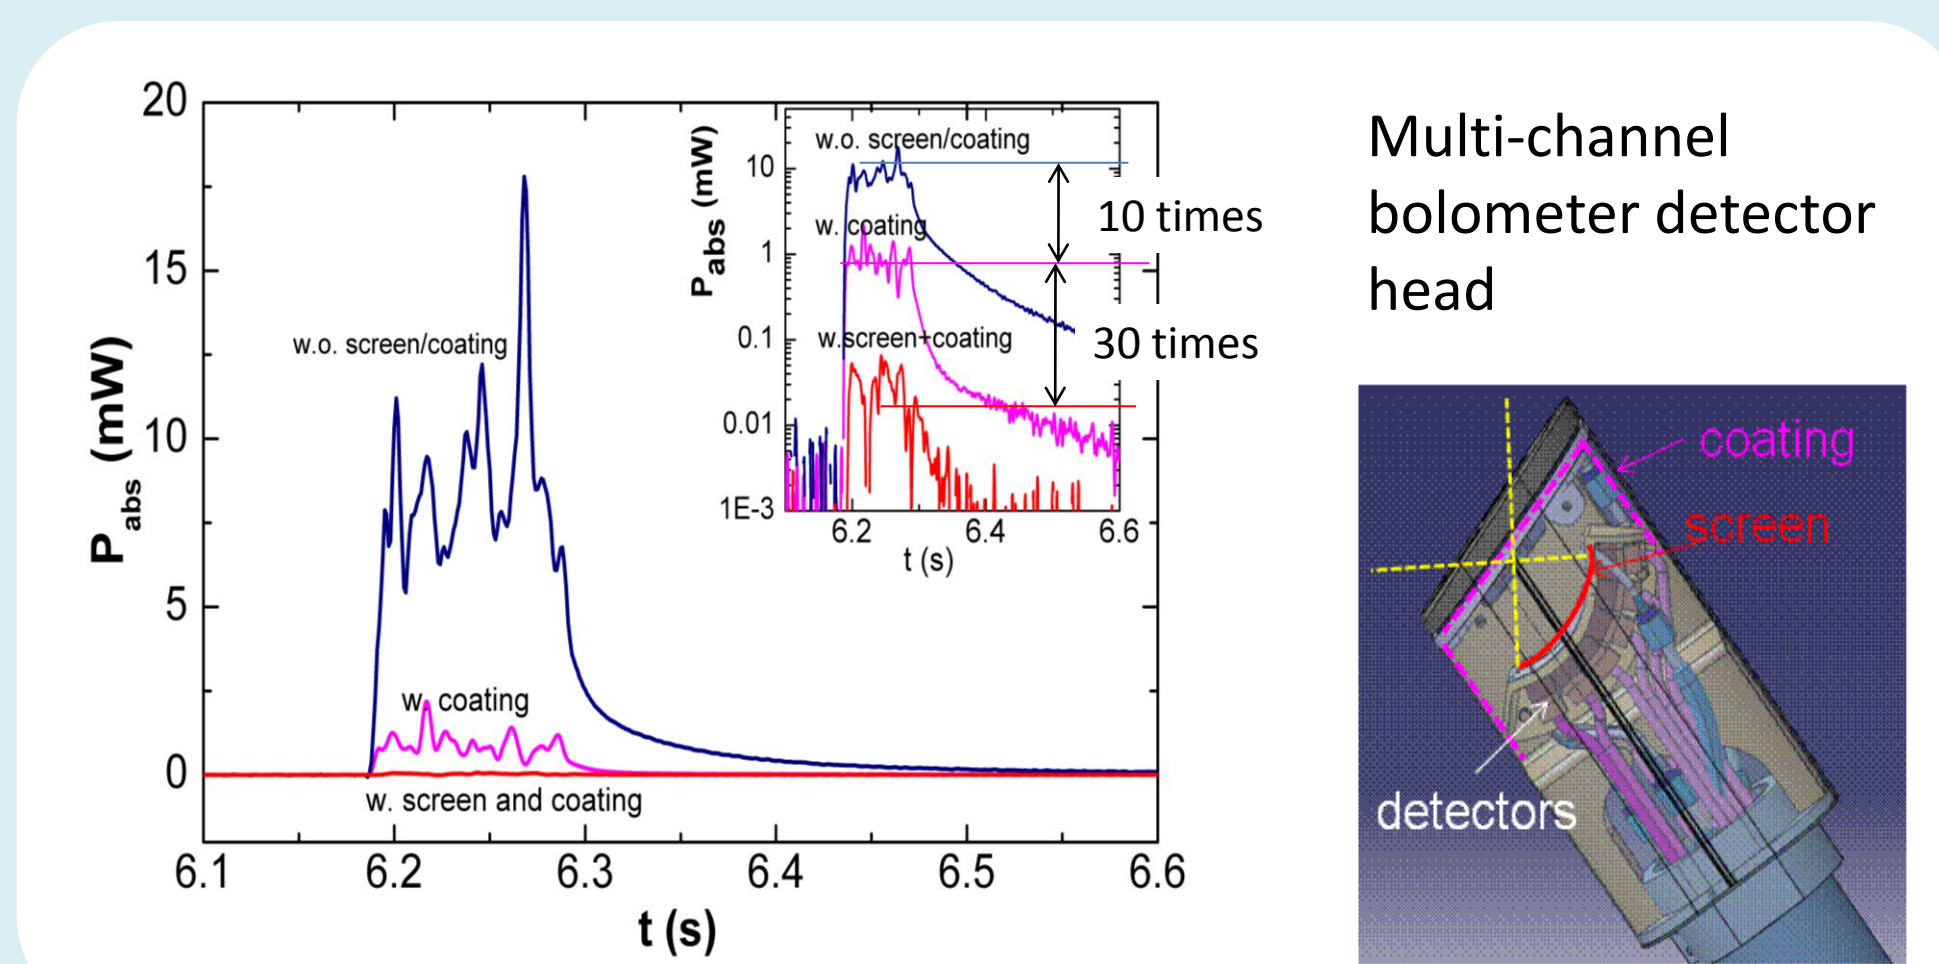 20
15
10
5
0
P_abs (mW)
w.o. screen/coating
w. coating
w. screen and coating
6.1 6.2 6.3 6.4 6.5 6.6
t (s)
P_abs (mW)
10
1
0.1
0.01
1E-3
w.o. screen/coating
w. coating
w.screen+coating
6.2 6.4 6.6
t (s)
10 times
30 times
Multi-channel
bolometer detector
head
coating
screen
detectors